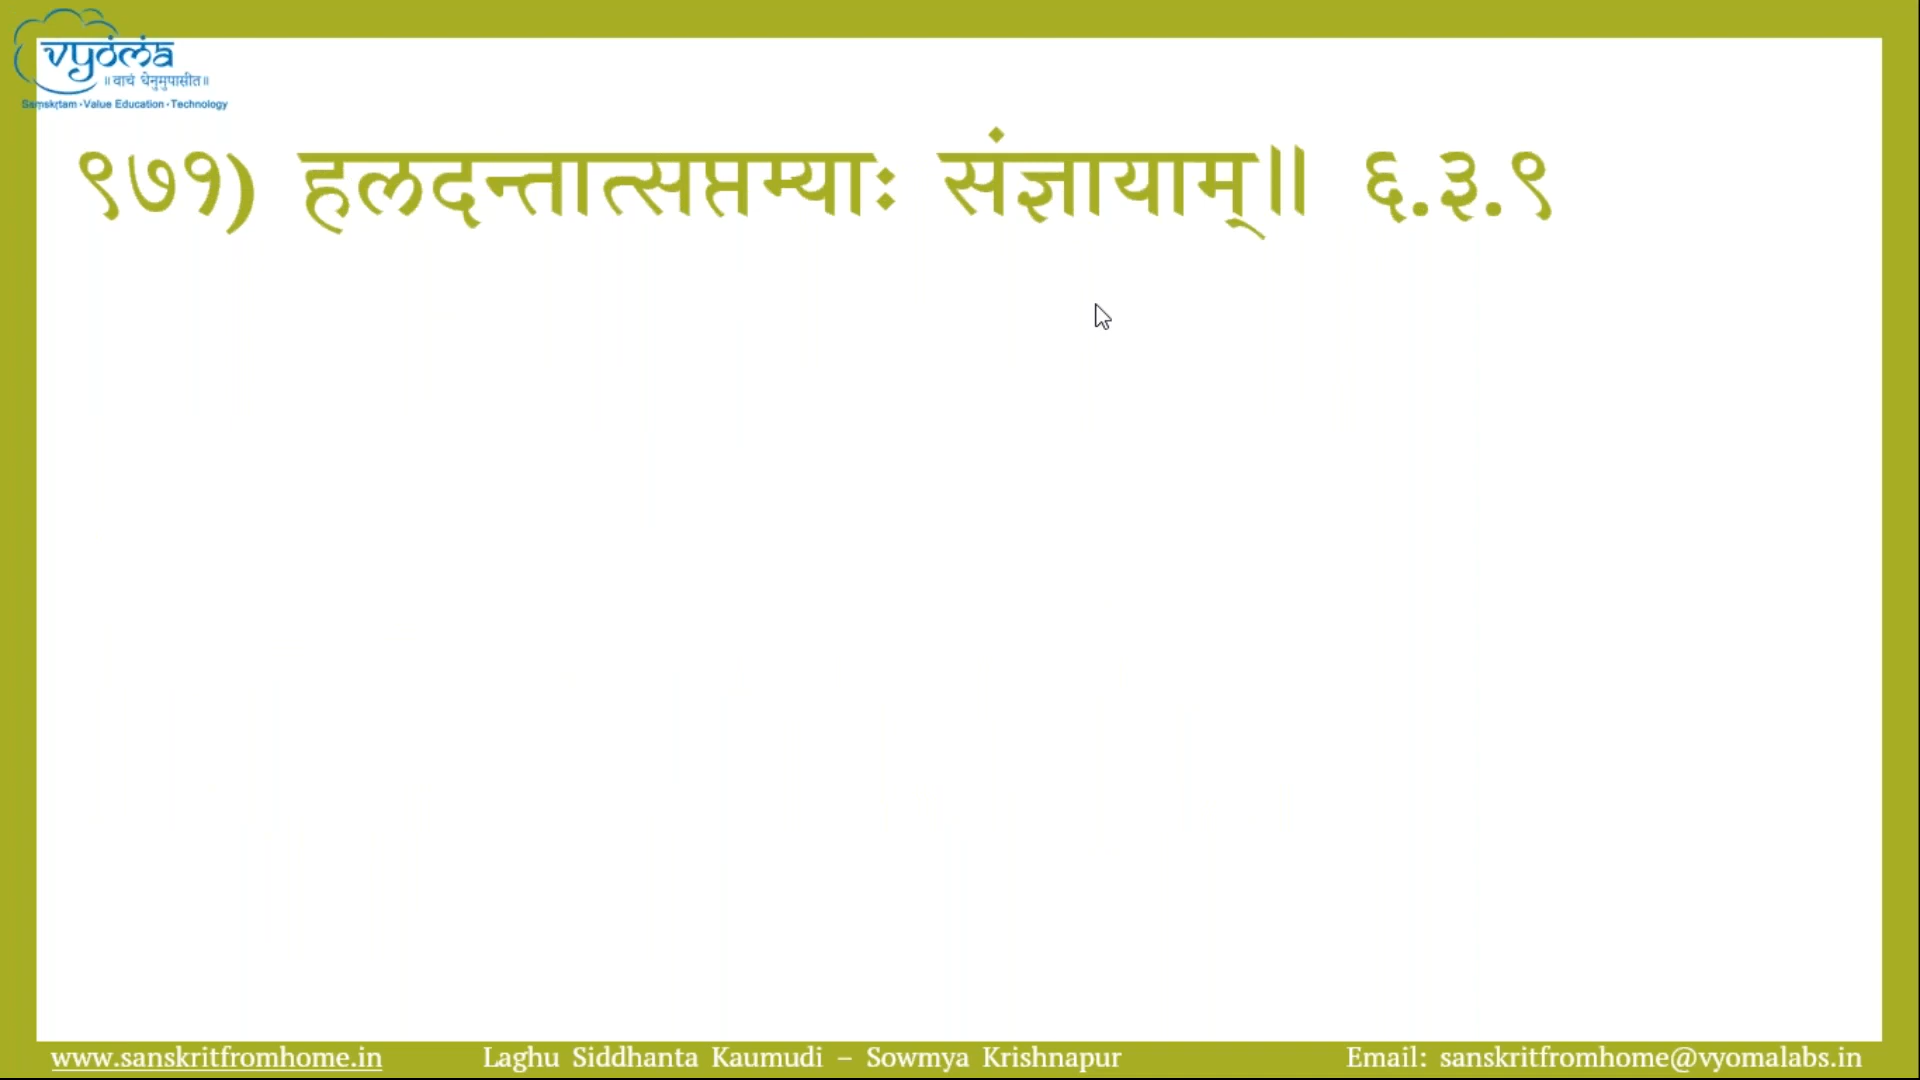 vyoma
॥वाचं धेनुमुपासीत॥
Saṃskṛtam - Value Education - Technology
९७१) हलदन्तात्सप्तम्याः संज्ञायाम्॥ ६.३.९
www.sanskritfromhome.in Laghu Siddhanta Kaumudi – Sowmya Krishnapur Email: sanskritfromhome@vyomalabs.in